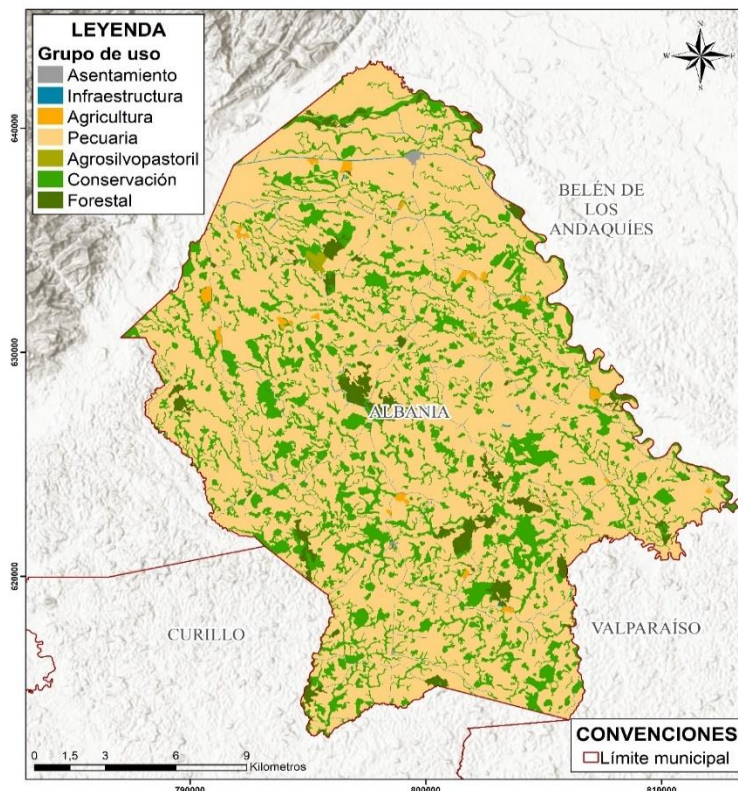 LEYENDA
Grupo de uso
Asentamiento
Infraestructura
Agricultura
Pecuaria
Agrosilvopastoril
Conservación
Forestal
N
W
E
S
640000
630000
620000
BELÉN DE
LOS
ANDAQUÍES
ALBANIA
CURILLO
VALPARAÍSO
CONVENCIONES
Límite municipal
0 1,5 3 6 9
Kilometros
790000 800000 810000